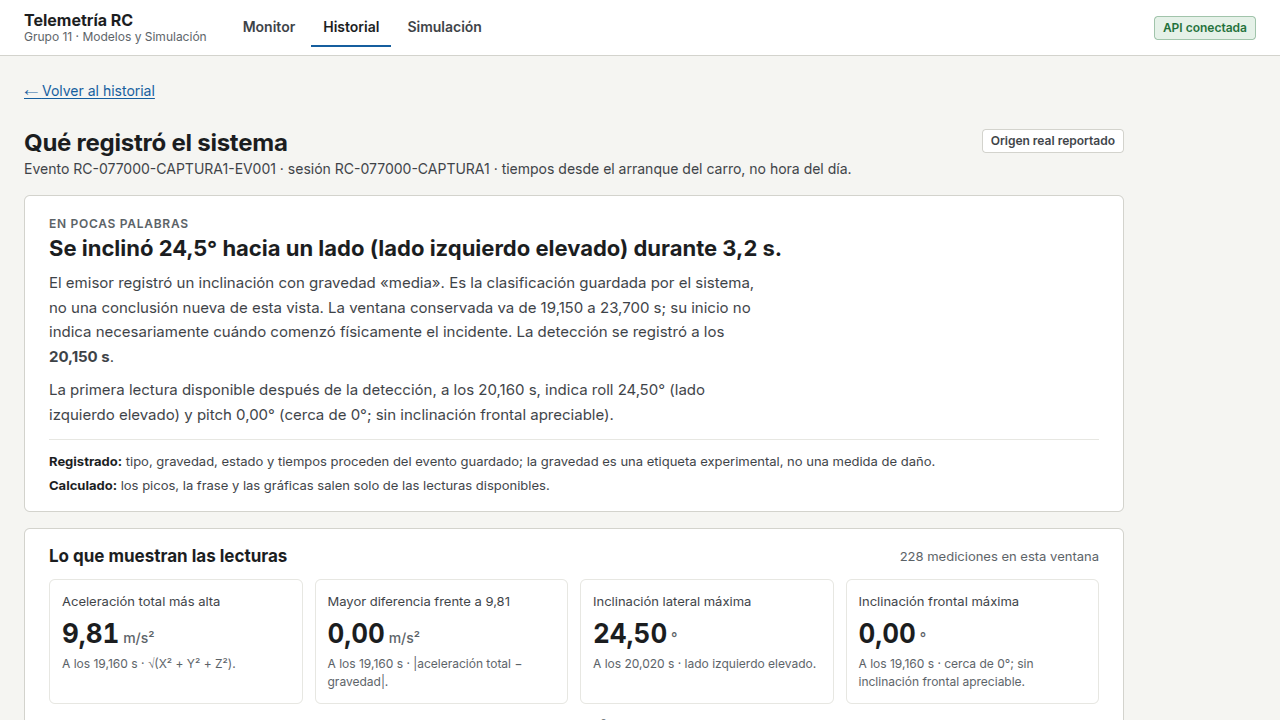 Telemetría RC
Grupo 11 · Modelos y Simulación
Monitor
Historial
Simulación
API conectada
← Volver al historial
Qué registró el sistema
Origen real reportado
Evento RC-077000-CAPTURA1-EV001 · sesión RC-077000-CAPTURA1 · tiempos desde el arranque del carro, no hora del día.
EN POCAS PALABRAS
Se inclinó 24,5° hacia un lado (lado izquierdo elevado) durante 3,2 s.
El emisor registró un inclinación con gravedad «media». Es la clasificación guardada por el sistema,
no una conclusión nueva de esta vista. La ventana conservada va de 19,150 a 23,700 s; su inicio no
indica necesariamente cuándo comenzó físicamente el incidente. La detección se registró a los
20,150 s.
La primera lectura disponible después de la detección, a los 20,160 s, indica roll 24,50° (lado
izquierdo elevado) y pitch 0,00° (cerca de 0°; sin inclinación frontal apreciable).
Registrado: tipo, gravedad, estado y tiempos proceden del evento guardado; la gravedad es una etiqueta experimental, no una medida de daño.
Calculado: los picos, la frase y las gráficas salen solo de las lecturas disponibles.
Lo que muestran las lecturas
228 mediciones en esta ventana
Aceleración total más alta
9,81 m/s²
A los 19,160 s · √(X² + Y² + Z²).
Mayor diferencia frente a 9,81
0,00 m/s²
A los 19,160 s · |aceleración total −
gravedad|.
Inclinación lateral máxima
24,50 °
A los 20,020 s · lado izquierdo elevado.
Inclinación frontal máxima
0,00 °
A los 19,160 s · cerca de 0°; sin
inclinación frontal apreciable.